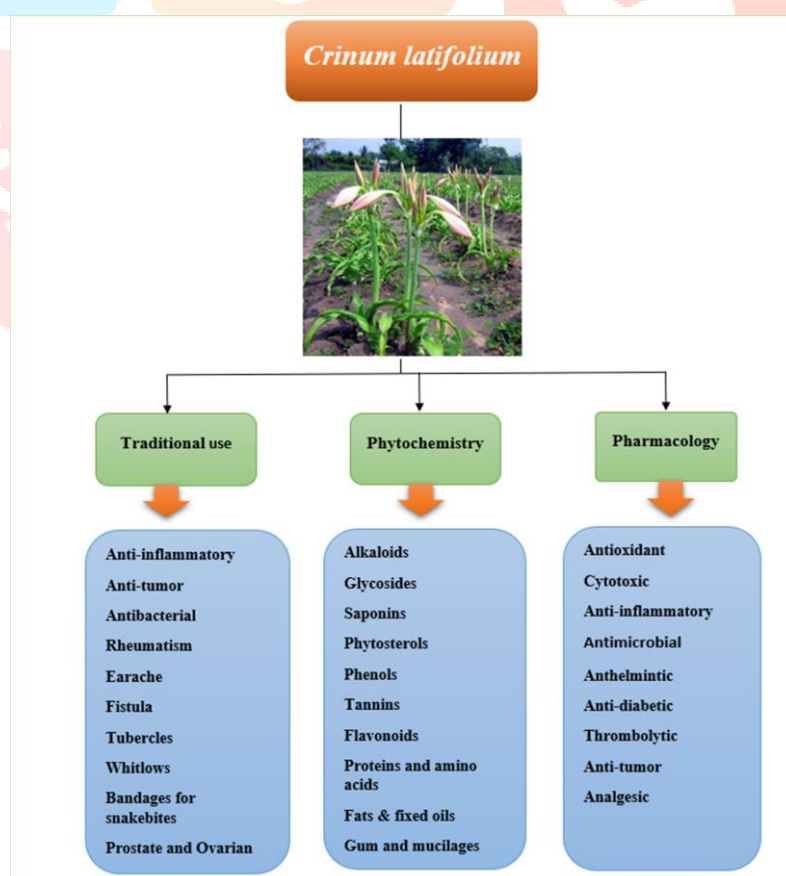 Crinum latifolium
Traditional use
Phytochemistry
Pharmacology
Anti-inflammatory
Anti-tumor
Antibacterial
Rheumatism
Earache
Fistula
Tubercles
Whitlows
Bandages for
snakebites
Prostate and Ovarian
Alkaloids
Glycosides
Saponins
Phytosterols
Phenols
Tannins
Flavonoids
Proteins and amino
acids
Fats & fixed oils
Gum and mucilages
Antioxidant
Cytotoxic
Anti-inflammatory
Antimicrobial
Anthelmintic
Anti-diabetic
Thrombolytic
Anti-tumor
Analgesic